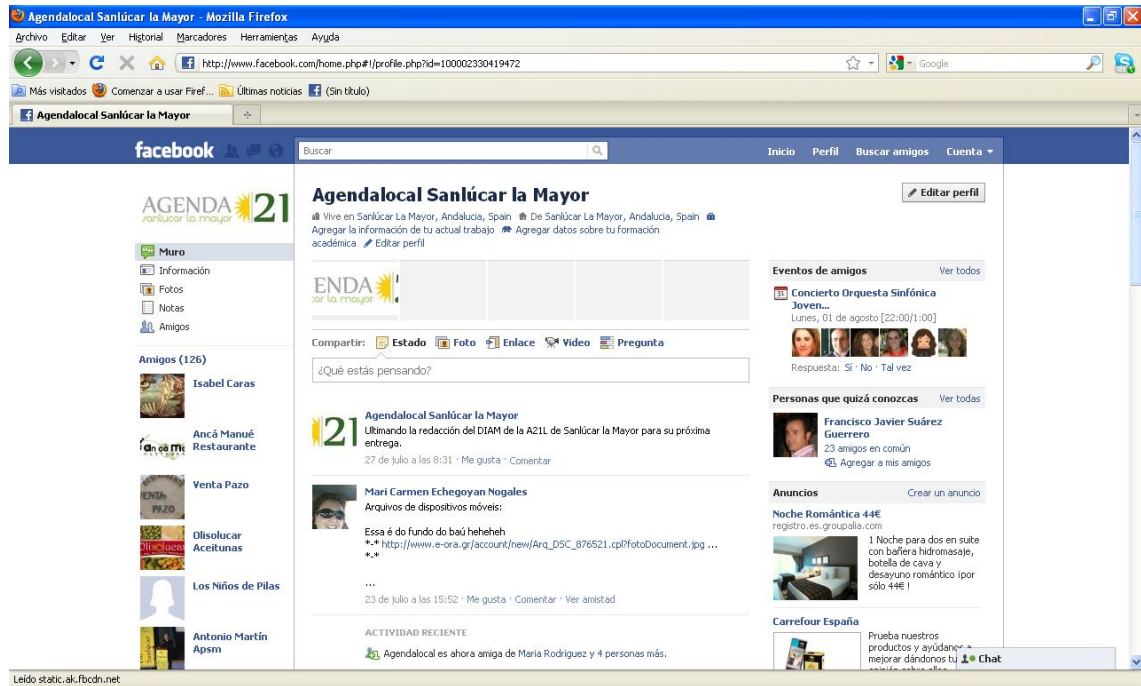 Agendalocal Sanlúcar la Mayor - Mozilla Firefox
Archivo Editar Ver Historial Marcadores Herramientas Ayuda
http://www.facebook.com/home.php#!/profile.php?id=100002330419472
Google
Más visitados Comenzar a usar Firef... Últimas noticias (Sin título)
Agendalocal Sanlúcar la Mayor
facebook
Buscar
Inicio Perfil Buscar amigos Cuenta
AGENDA 21
sanlucar la mayor
Muro
Información
Fotos
Notas
Amigos
Amigos (126)
Isabel Caras
Ancá Manué
Restaurante
Venta Pazo
Olisolucar
Aceitunas
Los Niños de Pilas
Antonio Martín
Apsm
Agendalocal Sanlúcar la Mayor
Vive en Sanlúcar La Mayor, Andalucia, Spain De Sanlúcar La Mayor, Andalucia, Spain
Agregar la información de tu actual trabajo Agregar datos sobre tu formación
académica Editar perfil
Editar perfil
ENDA
car la mayor
Compartir: Estado Foto Enlace Video Pregunta
¿Qué estás pensando?
21
Agendalocal Sanlúcar la Mayor
Ultimando la redacción del DIAM de la A21L de Sanlúcar la Mayor para su próxima
entrega.
27 de julio a las 8:31 · Me gusta · Comentar
Mari Carmen Echegoyan Nogales
Arquivos de dispositivos móveis:
Essa é do fundo do baú heheheh
*-* http://www.e-ora.gr/account/new/Arq_DSC_876521.cpl?fotoDocument.jpg ...
*-*
...
23 de julio a las 15:52 · Me gusta · Comentar · Ver amistad
ACTIVIDAD RECIENTE
Agendalocal es ahora amiga de Maria Rodriguez y 4 personas más.
Eventos de amigos Ver todos
31 Concierto Orquesta Sinfónica
Joven...
Lunes, 01 de agosto [22:00/1:00]
Respuesta: Sí · No · Tal vez
Personas que quizá conozcas Ver todas
Francisco Javier Suárez
Guerrero
23 amigos en común
Agregar a mis amigos
Anuncios Crear un anuncio
Noche Romántica 44€
registro.es.groupalia.com
1 Noche para dos en suite
con bañera hidromasaje,
botella de cava y
desayuno romántico ¡por
sólo 44€ !
Carrefour España
Prueba nuestros
productos y ayúdanos a
mejorar dándonos tu
Chat
Leído static.ak.fbcdn.net